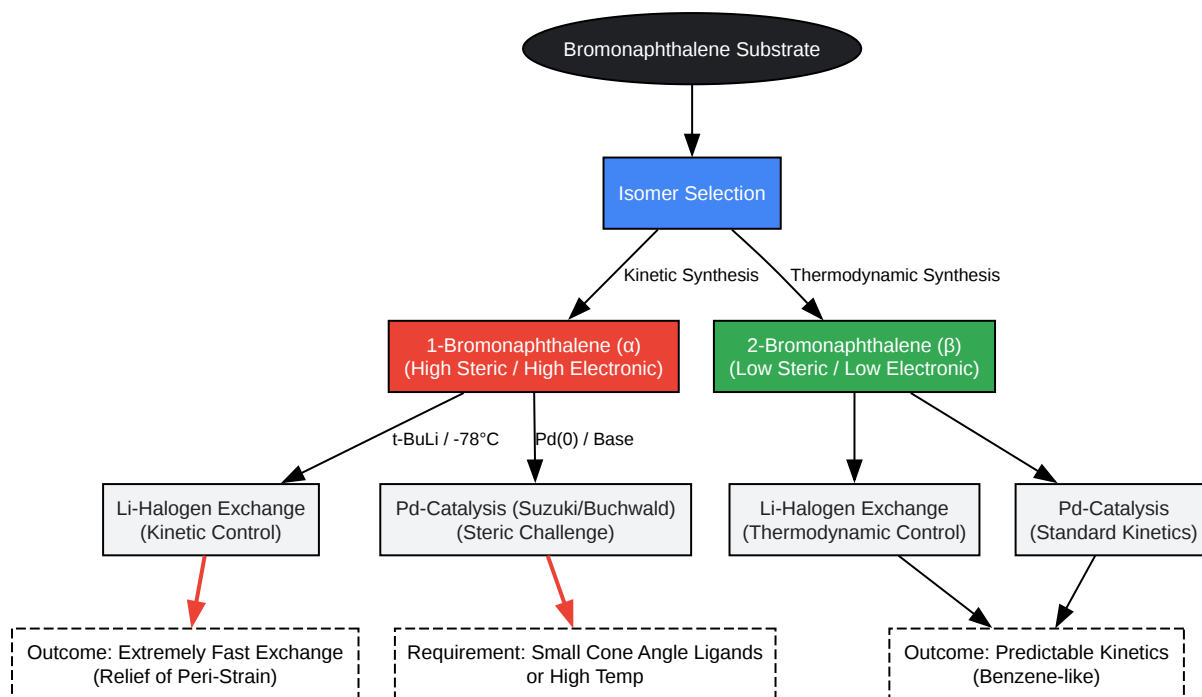 Bromonaphthalene Substrate
Isomer Selection
Kinetic Synthesis
Thermodynamic Synthesis
1-Bromonaphthalene (α)
(High Steric / High Electronic)
2-Bromonaphthalene (β)
(Low Steric / Low Electronic)
t-BuLi / -78°C
Pd(0) / Base
Li-Halogen Exchange
(Kinetic Control)
Pd-Catalysis (Suzuki/Buchwald)
(Steric Challenge)
Li-Halogen Exchange
(Thermodynamic Control)
Pd-Catalysis
(Standard Kinetics)
Outcome: Extremely Fast Exchange
(Relief of Peri-Strain)
Requirement: Small Cone Angle Ligands
or High Temp
Outcome: Predictable Kinetics
(Benzene-like)